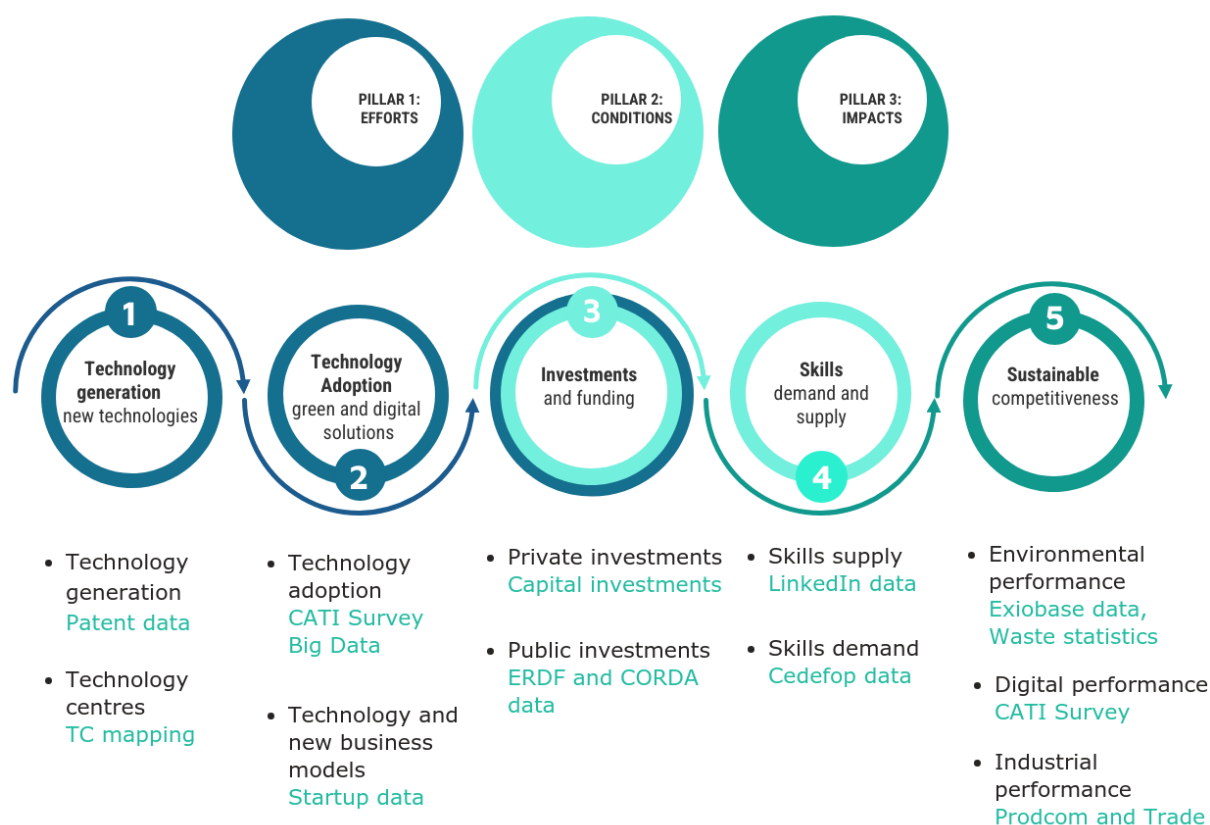 PILLAR 1:
EFFORTS
PILLAR 2:
CONDITIONS
PILLAR 3:
IMPACTS
1
Technology
generation
new technologies
Technology
Adoption
green and digital
solutions
2
3
Investments
and funding
Skills
demand and
supply
4
5
Sustainable
competitiveness
• Technology
generation
Patent data
• Technology
centres
TC mapping
• Technology
adoption
CATI Survey
Big Data
• Technology and
new business
models
Startup data
• Private investments
Capital investments
• Public investments
ERDF and CORDA
data
• Skills supply
LinkedIn data
• Skills demand
Cedefop data
• Environmental
performance
Exiobase data,
Waste statistics
• Digital performance
CATI Survey
• Industrial
performance
Prodcom and Trade